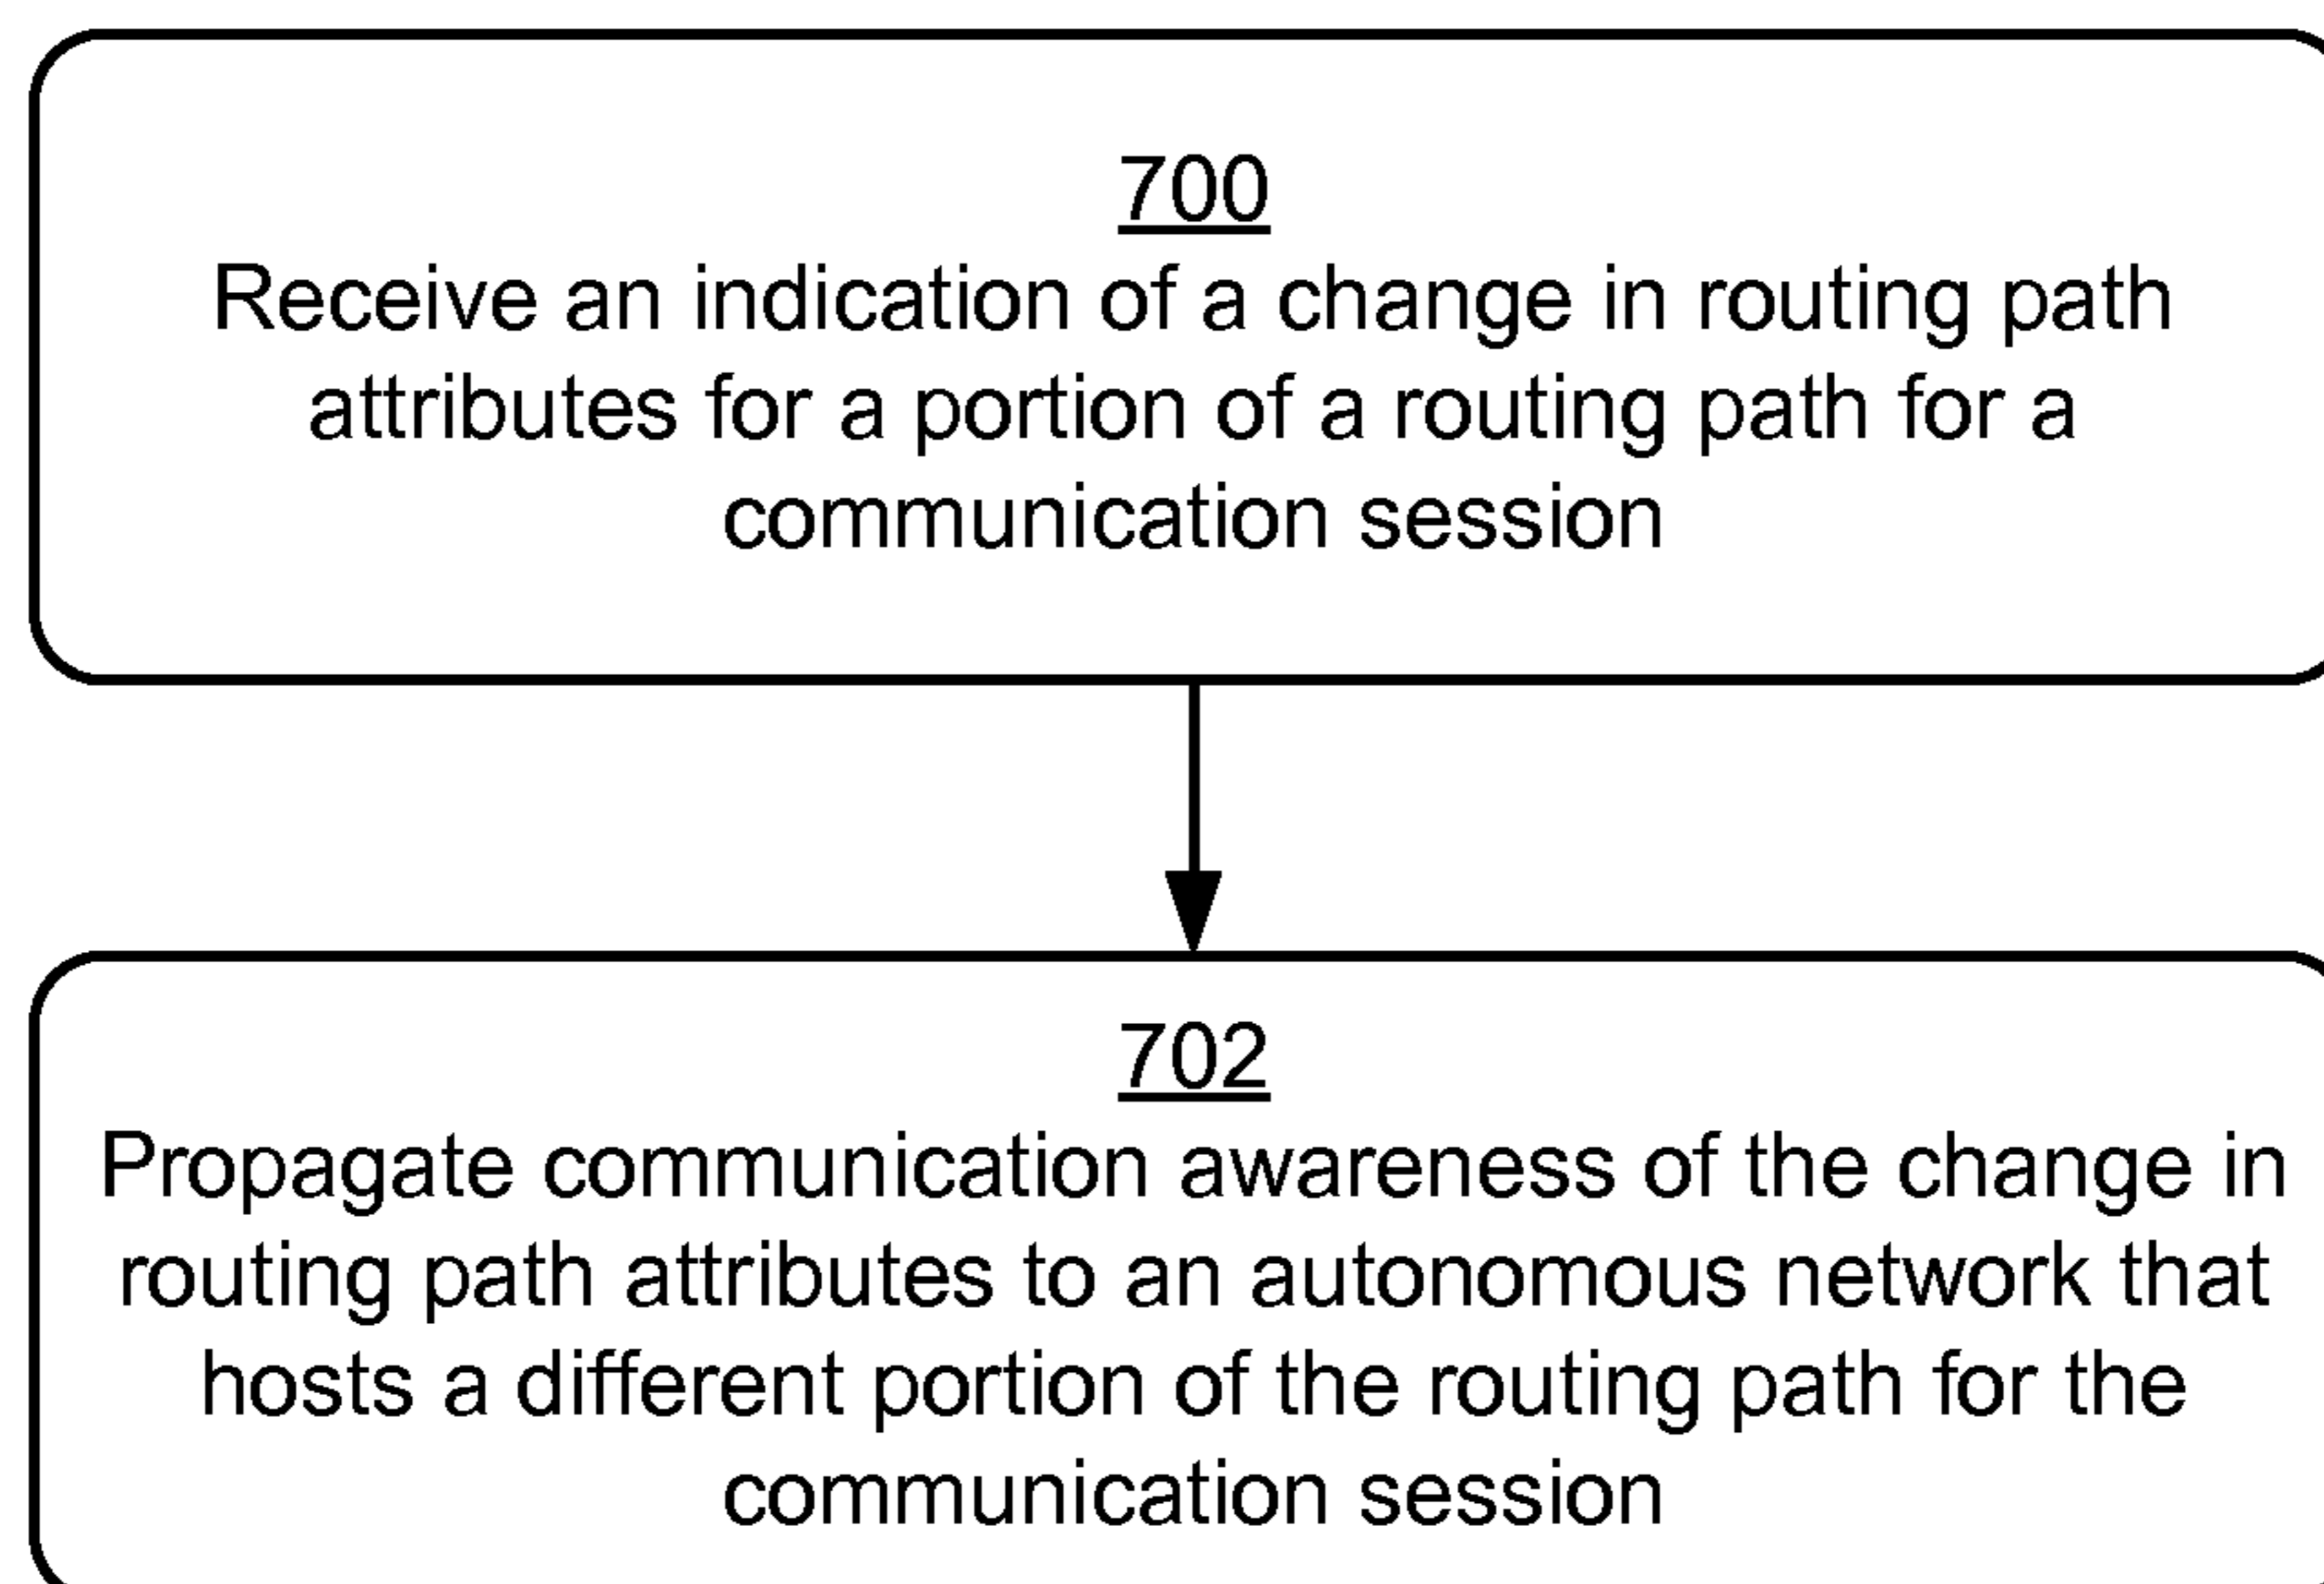 700
Receive an indication of a change in routing path
attributes for a portion of a routing path for a
communication session
702
Propagate communication awareness of the change in
routing path attributes to an autonomous network that
hosts a different portion of the routing path for the
communication session